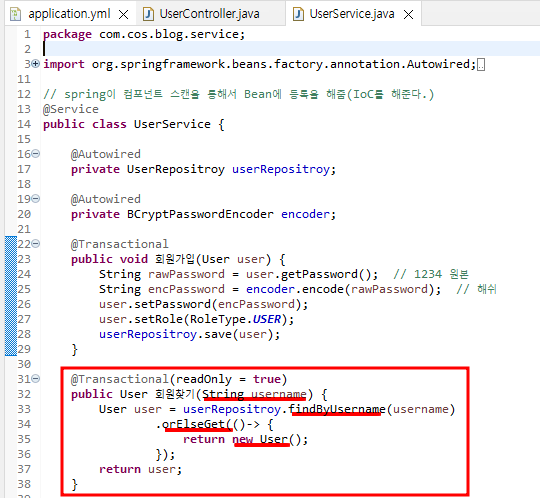 application.yml UserController.java UserService.java
1 package com.cos.blog.service;
2
3 import org.springframework.beans.factory.annotation.Autowired;
11
12 // spring이 컴포넌트 스캔을 통해서 Bean에 등록을 해줌(IoC를 해준다.)
13 @Service
14 public class UserService {
15
16 @Autowired
17 private UserRepositroy userRepositroy;
18
19 @Autowired
20 private BCryptPasswordEncoder encoder;
21
22 @Transactional
23 public void 회원가입(User user) {
24 String rawPassword = user.getPassword(); // 1234 원본
25 String encPassword = encoder.encode(rawPassword); // 해쉬
26 user.setPassword(encPassword);
27 user.setRole(RoleType.USER);
28 userRepositroy.save(user);
29 }
30
31 @Transactional(readOnly = true)
32 public User 회원찾기(String username) {
33 User user = userRepositroy.findByUsername(username)
34 .orElseGet(()-> {
35 return new User();
36 });
37 return user;
38 }
39